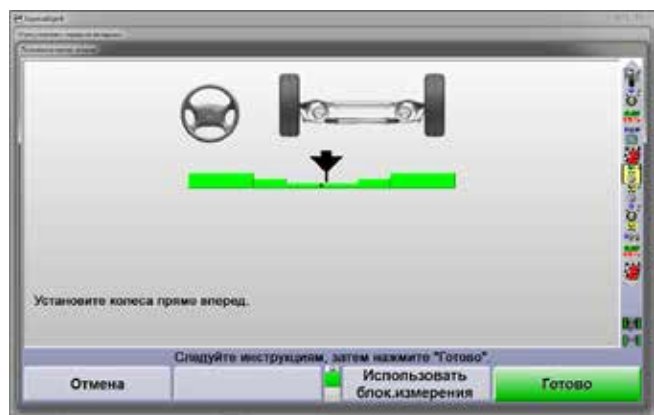 Установите колеса прямо вперед.
Следуйте инструкциям, затем нажмите "Готово".
Отмена
Использовать
блок.измерения
Готово